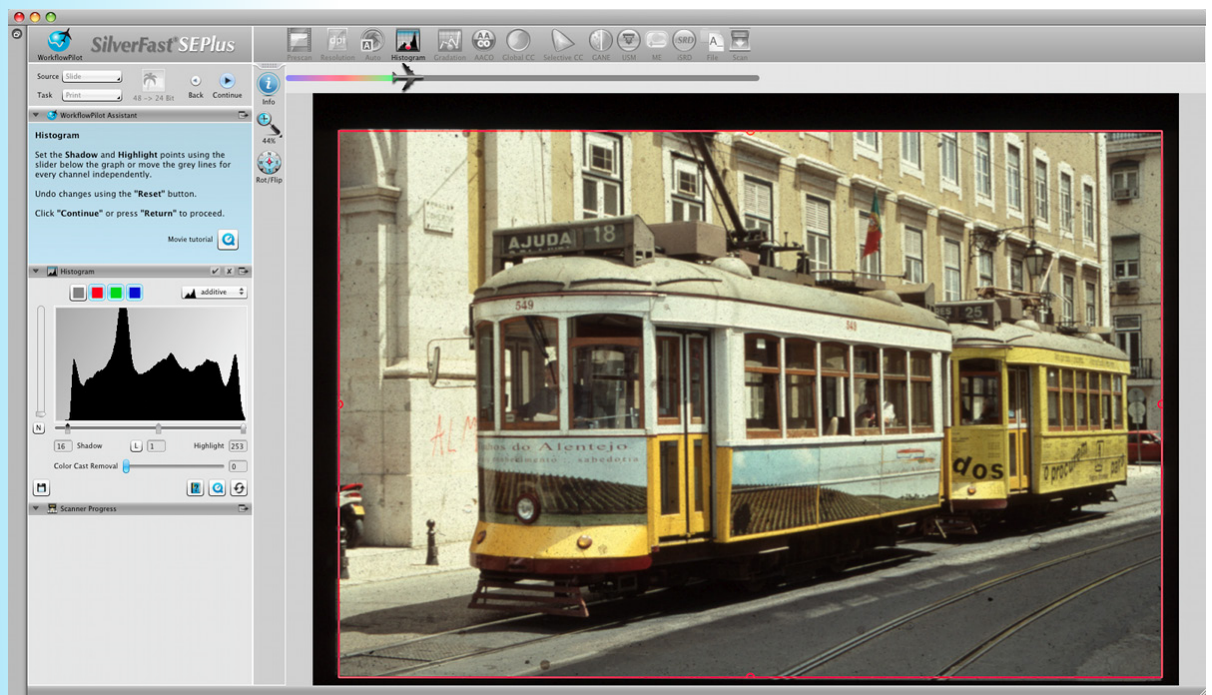 WorkflowPilot
SilverFast® SEPlus
Prescan Resolution Auto Histogram Gradation AACO Global CC Selective CC GANE USM ME iSRD File Scan
Source Slide
Task Print
48 -> 24 Bit Back Continue
Info
44%
Rot/Flip
WorkflowPilot Assistant
Histogram
Set the Shadow and Highlight points using the
slider below the graph or move the grey lines for
every channel independently.
Undo changes using the "Reset" button.
Click "Continue" or press "Return" to proceed.
Movie tutorial
Histogram
additive
N
16 Shadow L 1 Highlight 253
Color Cast Removal 0
Scanner Progress
AJUDA 18
549
549
25
do Alentejo
sabedoria
dos